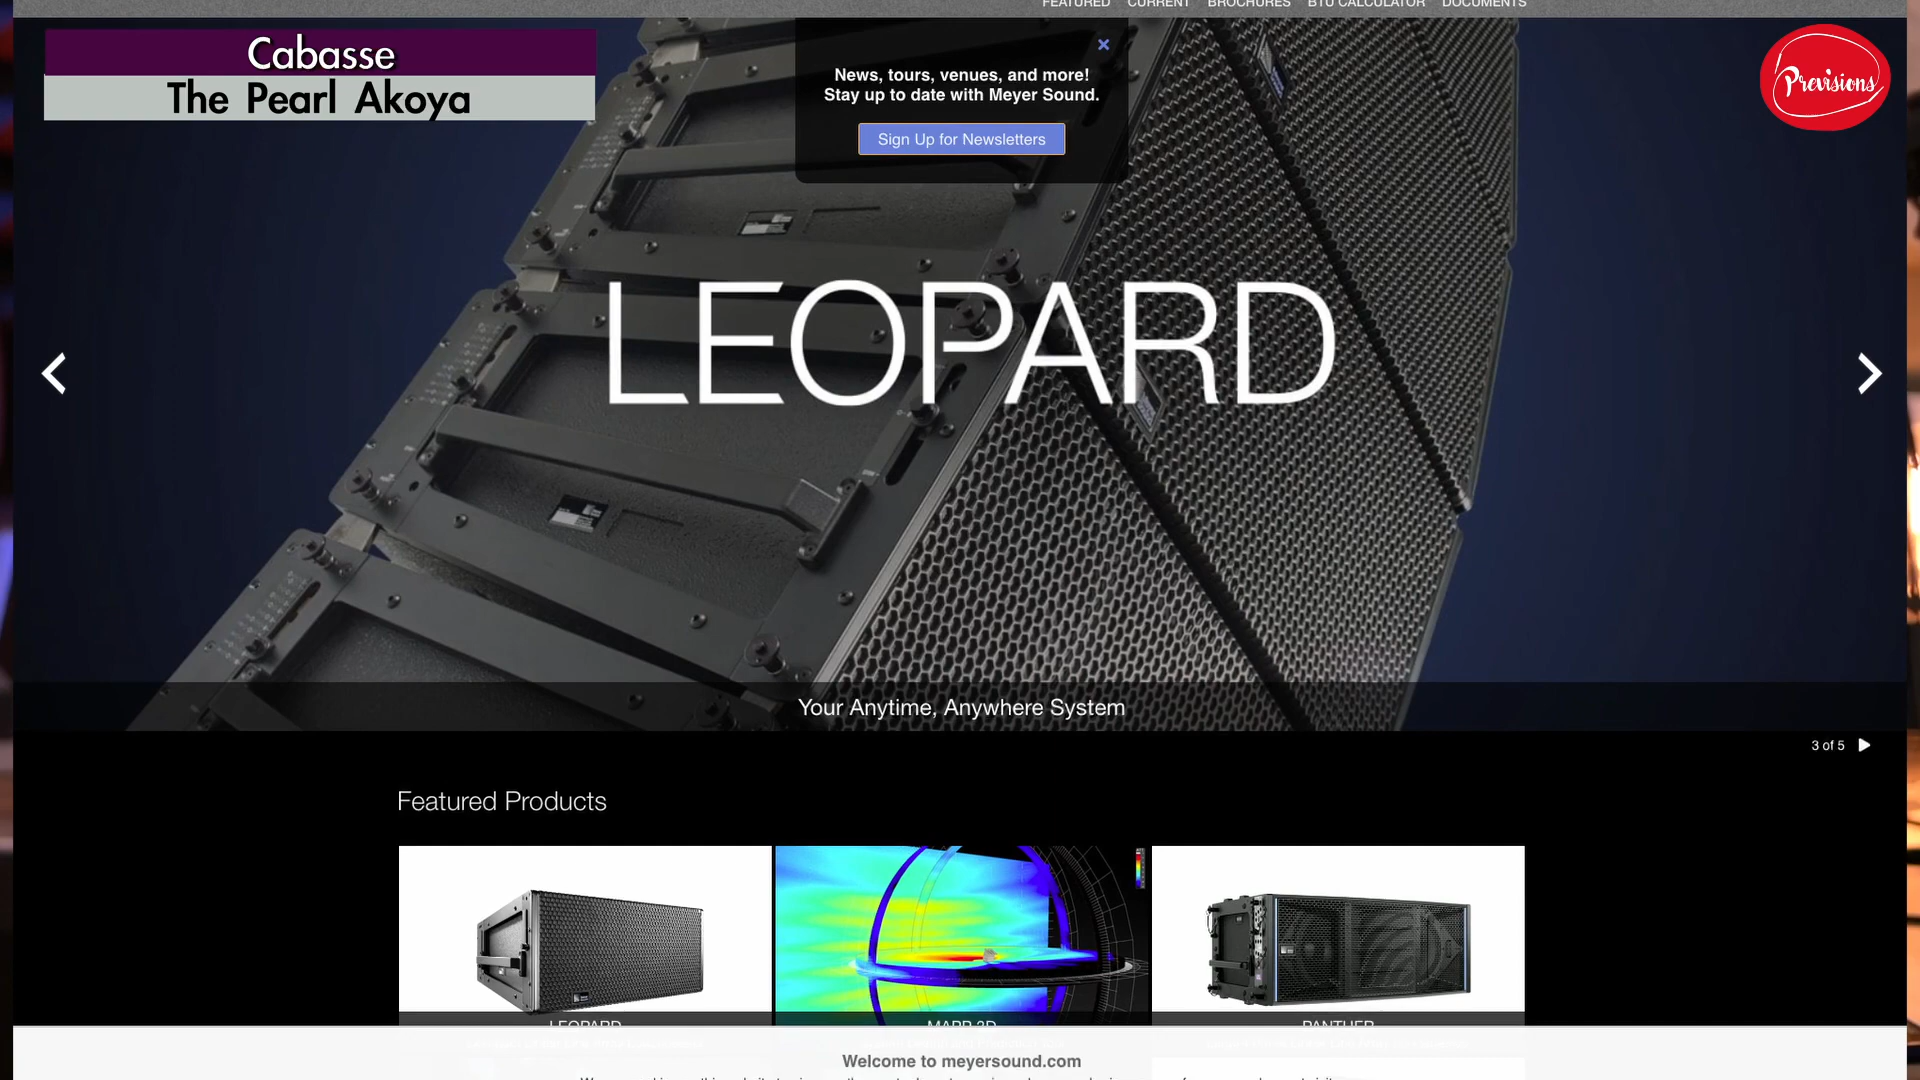 FEATURED CURRENT BROCHURES BTU CALCULATOR DOCUMENTS
Cabasse
The Pearl Akoya
News, tours, venues, and more!
Stay up to date with Meyer Sound.
Sign Up for Newsletters
Previsions
LEOPARD
Your Anytime, Anywhere System
3 of 5
Featured Products
LEOPARD
MAPP 3D
PANTHER
Welcome to meyersound.com